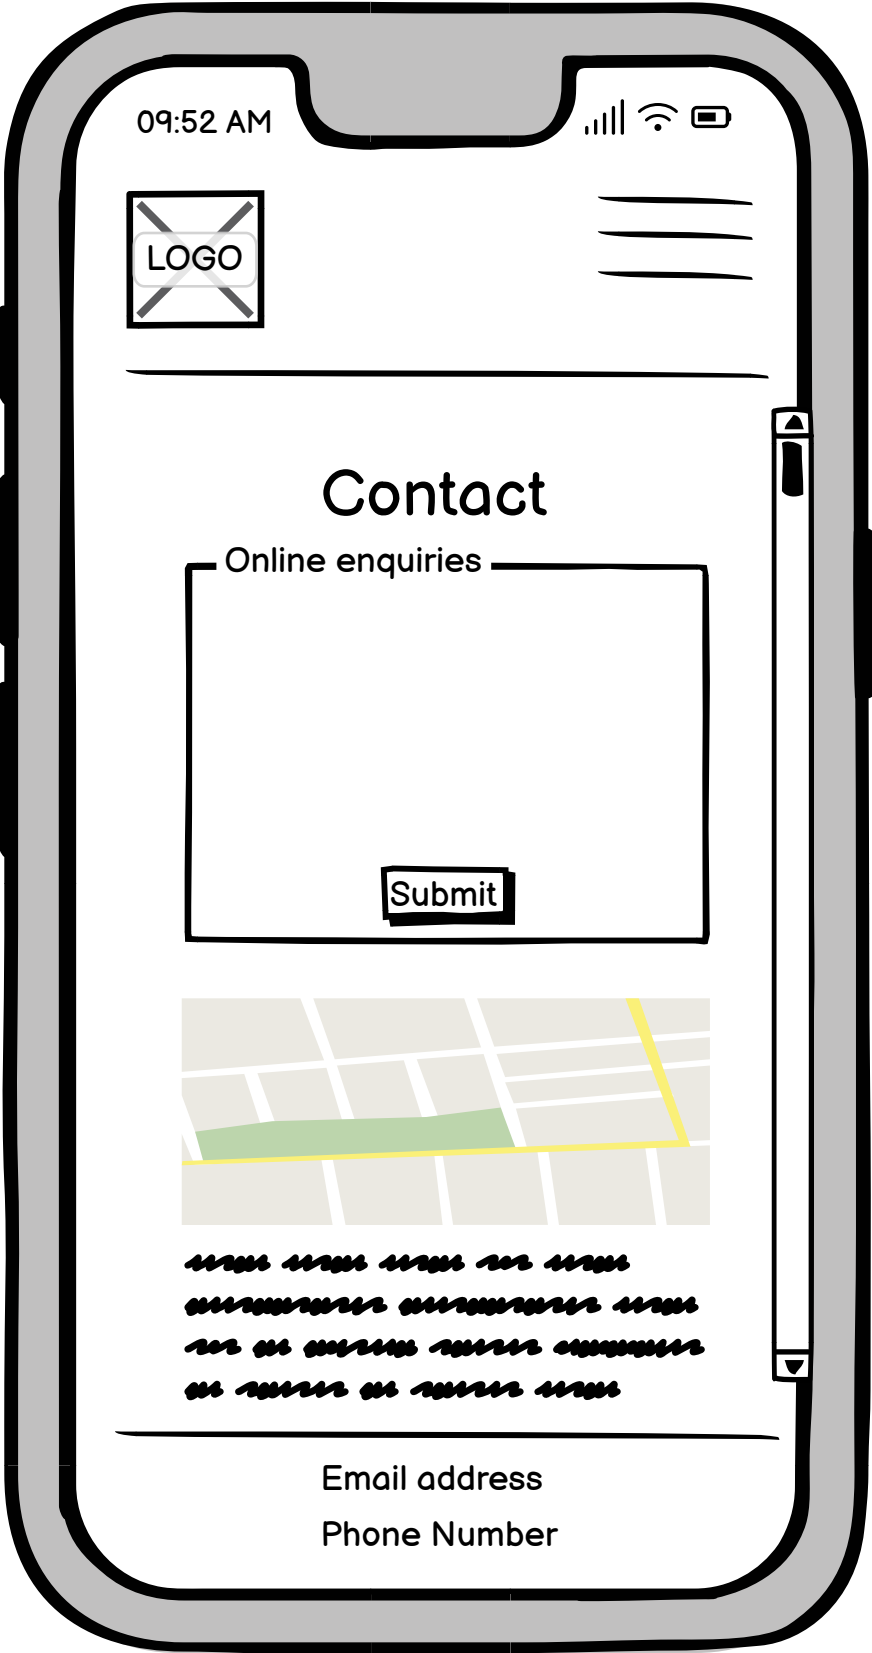 09:52 AM
LOGO
Contact
Online enquiries
Submit
Email address
Phone Number